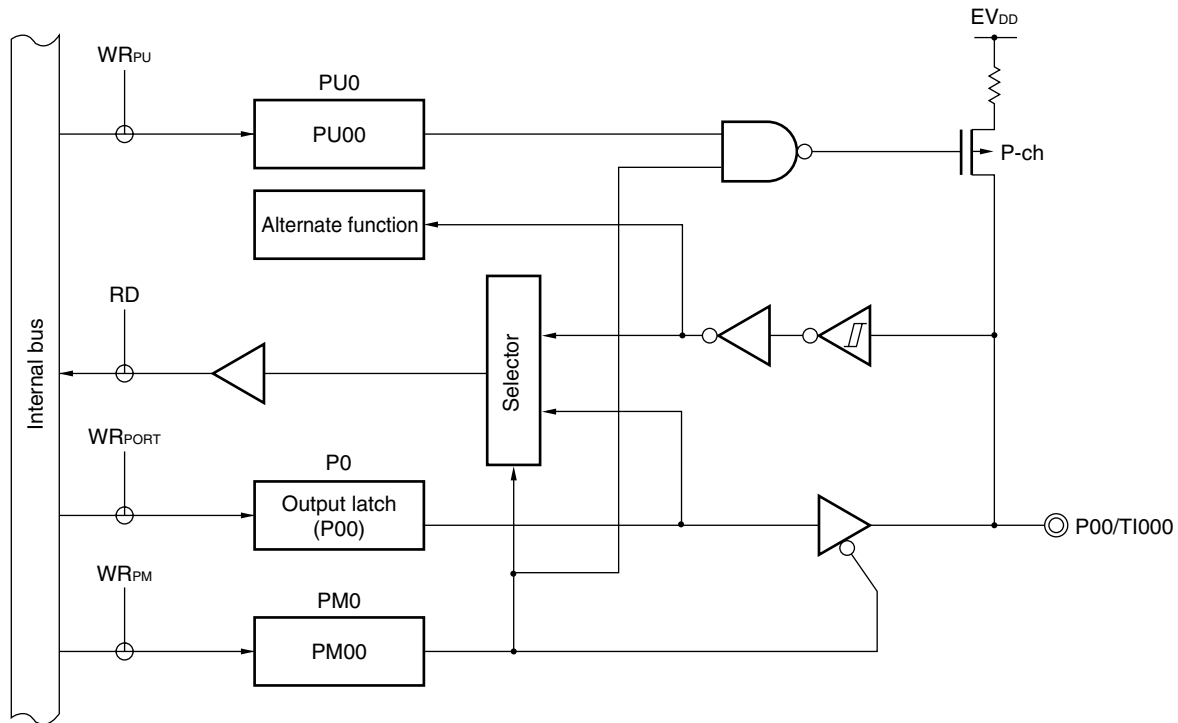 EVDD
WRPU
PU0
PU00
P-ch
Alternate function
RD
Selector
Internal bus
WRPORT
P0
Output latch
(P00)
P00/TI000
WRPM
PM0
PM00